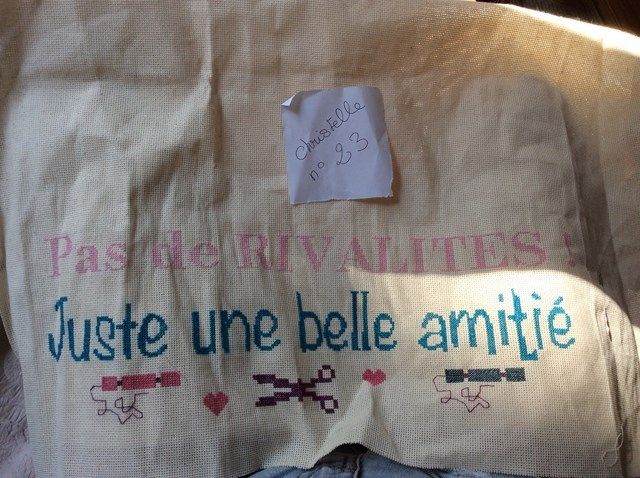 Christelle
n° 23
Pas de RIVALITES !
Juste une belle amitié